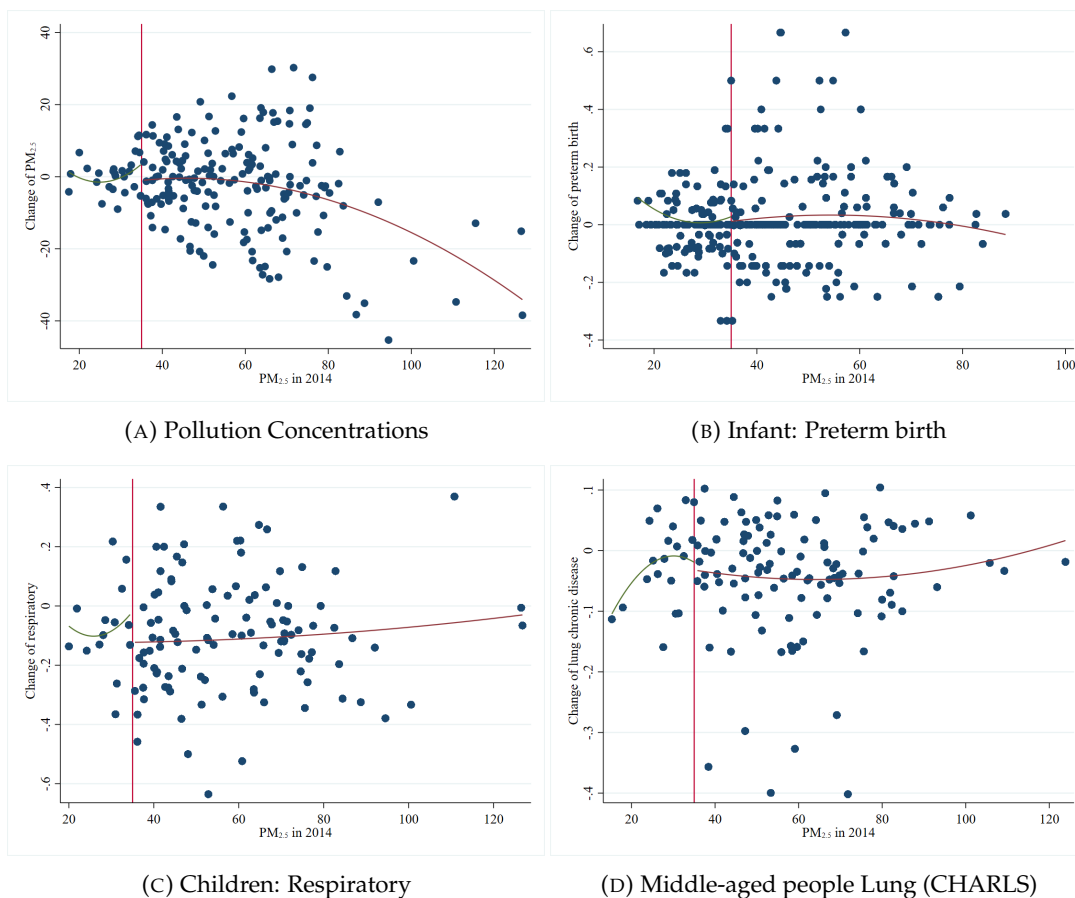 40
20
0
-20
-40
Change of PM2.5
20 40 60 80 100 120
PM2.5 in 2014
(A) Pollution Concentrations
.6
.4
.2
0
-.2
-.4
Change of preterm birth
20 40 60 80 100
PM2.5 in 2014
(B) Infant: Preterm birth
.4
.2
0
-.2
-.4
-.6
Change of respiratory
20 40 60 80 100 120
PM2.5 in 2014
(C) Children: Respiratory
.1
0
-.1
-.2
-.3
-.4
Change of lung chronic disease
20 40 60 80 100 120
PM2.5 in 2014
(D) Middle-aged people Lung (CHARLS)